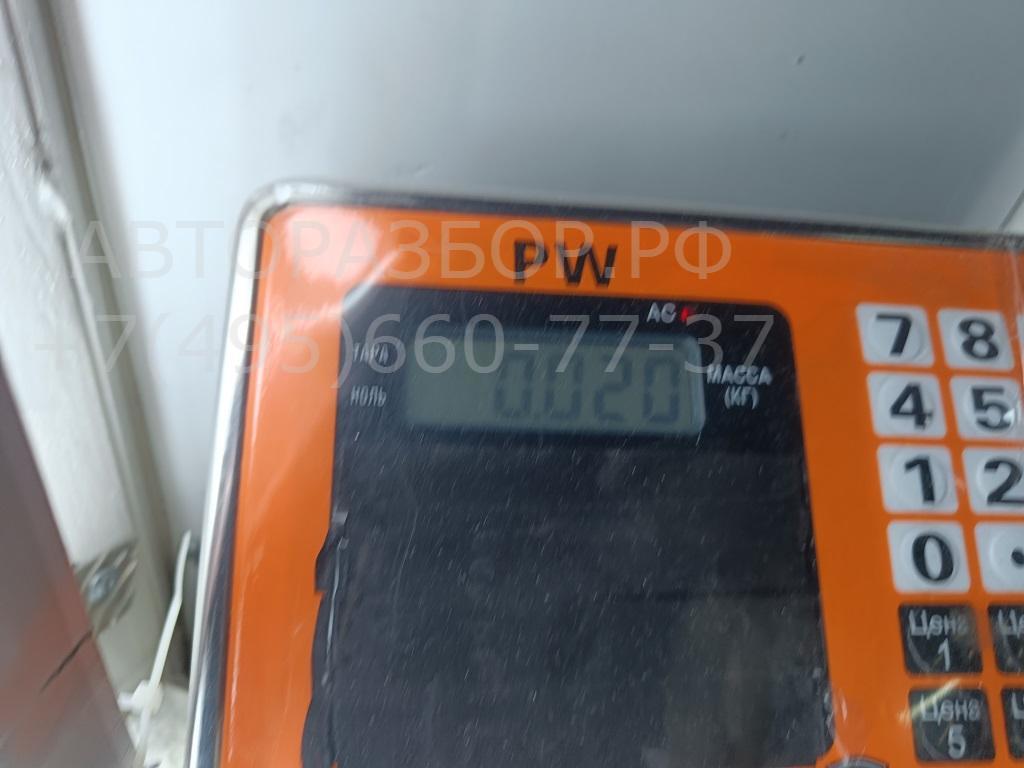 АВТОРАЗБОР.РФ
PW
AC
+7(495)660-77-37
ТАРА
НОЛЬ
0.020
МАССА
(КГ)
7 8
4 5
1 2
0 .
Цена
1
Цена
5